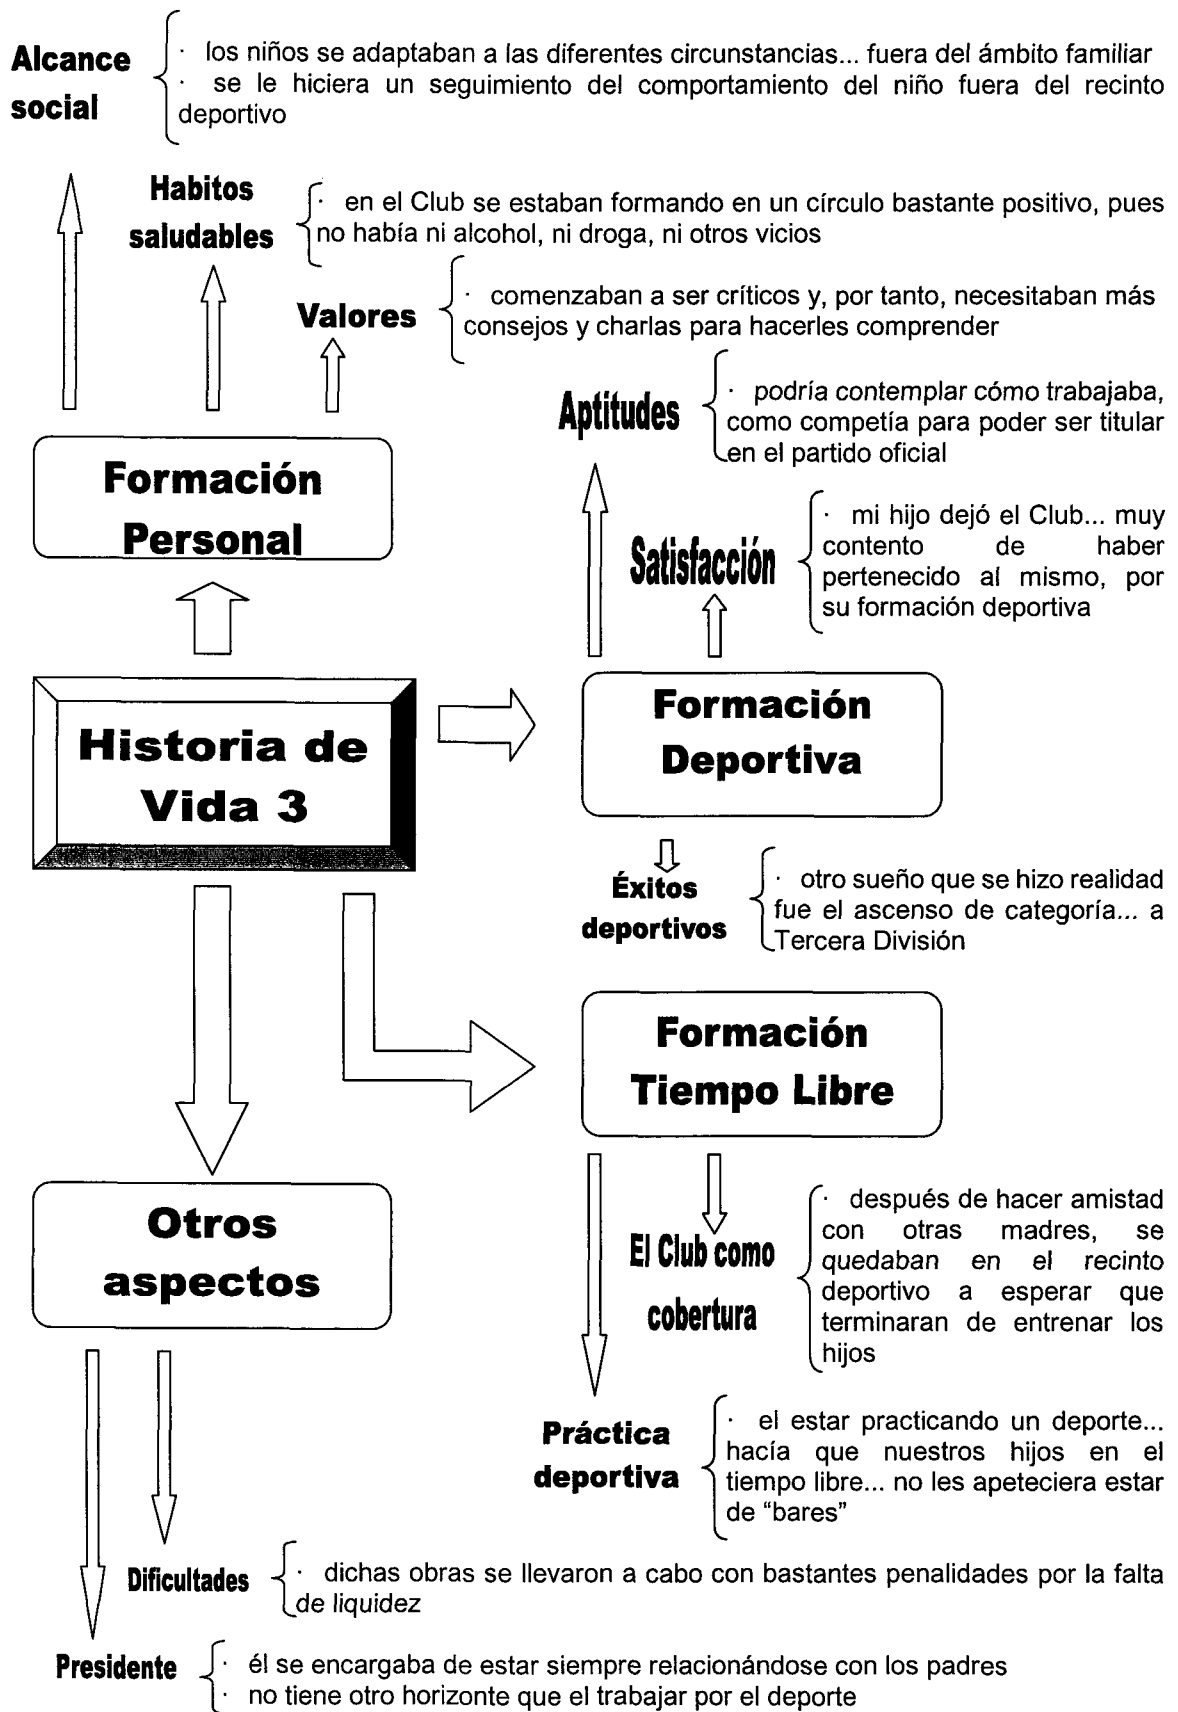 Alcance
social
· los niños se adaptaban a las diferentes circunstancias... fuera del ámbito familiar
· se le hiciera un seguimiento del comportamiento del niño fuera del recinto
deportivo
Habitos
saludables
· en el Club se estaban formando en un círculo bastante positivo, pues
no había ni alcohol, ni droga, ni otros vicios
Valores
· comenzaban a ser críticos y, por tanto, necesitaban más
consejos y charlas para hacerles comprender
Formación
Personal
Aptitudes
· podría contemplar cómo trabajaba,
como competía para poder ser titular
en el partido oficial
Satisfacción
· mi hijo dejó el Club... muy
contento de haber
pertenecido al mismo, por
su formación deportiva
Historia de
Vida 3
Formación
Deportiva
Éxitos
deportivos
· otro sueño que se hizo realidad
fue el ascenso de categoría... a
Tercera División
Formación
Tiempo Libre
Otros
aspectos
El Club como
cobertura
· después de hacer amistad
con otras madres, se
quedaban en el recinto
deportivo a esperar que
terminaran de entrenar los
hijos
Práctica
deportiva
· el estar practicando un deporte...
hacía que nuestros hijos en el
tiempo libre... no les apeteciera estar
de “bares”
Dificultades
· dichas obras se llevaron a cabo con bastantes penalidades por la falta
de liquidez
Presidente
· él se encargaba de estar siempre relacionándose con los padres
· no tiene otro horizonte que el trabajar por el deporte